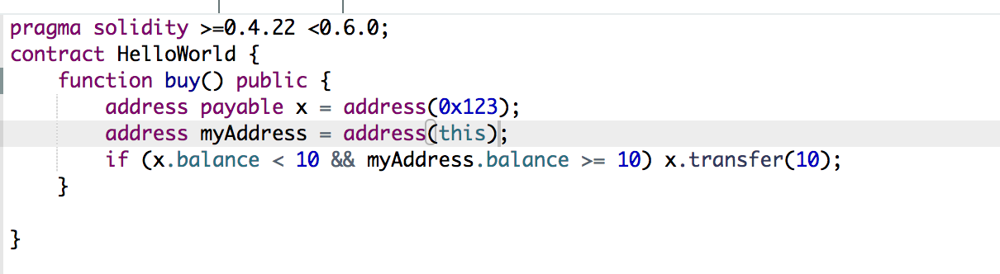 pragma solidity >=0.4.22 <0.6.0;
contract HelloWorld {
    function buy() public {
        address payable x = address(0x123);
        address myAddress = address(this);
        if (x.balance < 10 && myAddress.balance >= 10) x.transfer(10);
    }
}